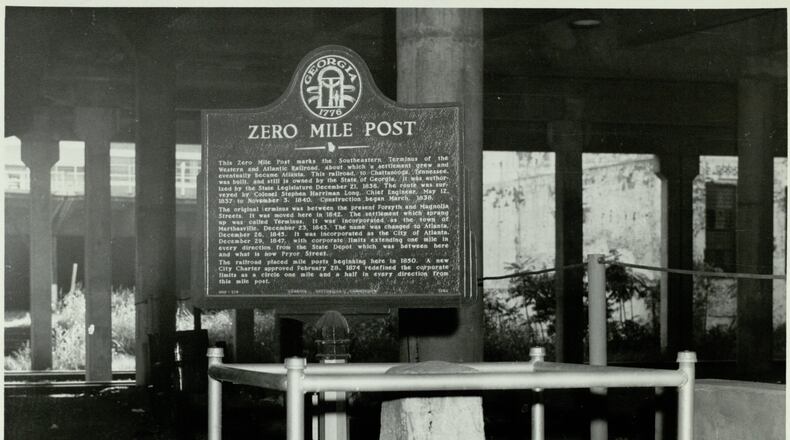 GEORGIA
1776
ZERO MILE POST
This Zero Mile Post marks the Southeastern Terminus of the
Western and Atlantic Railroad, about which a settlement grew and
eventually became Atlanta. This railroad, to Chattanooga, Tennessee,
was built, and still is owned by the State of Georgia. It was author-
ized by the State Legislature December 21, 1836. The route was sur-
veyed by Colonel Stephen Harriman Long, Chief Engineer, May 12,
1837 to November 3, 1840. Construction began March, 1838.
The original terminus was between the present Forsyth and Magnolia
Streets. It was moved here in 1842. The settlement which sprang
up was called Terminus. It was incorporated as the town of
Marthasville, December 23, 1843. The name was changed to Atlanta,
December 26, 1845. It was incorporated as the City of Atlanta,
December 29, 1847, with corporate limits extending one mile in
every direction from the State Depot which was between here
and what is now Pryor Street.
The railroad placed mile posts beginning here in 1850. A new
City Charter approved February 28, 1874 redefined the corporate
limits as a circle one mile and a half in every direction from
this mile post.
GEORGIA HISTORICAL COMMISSION